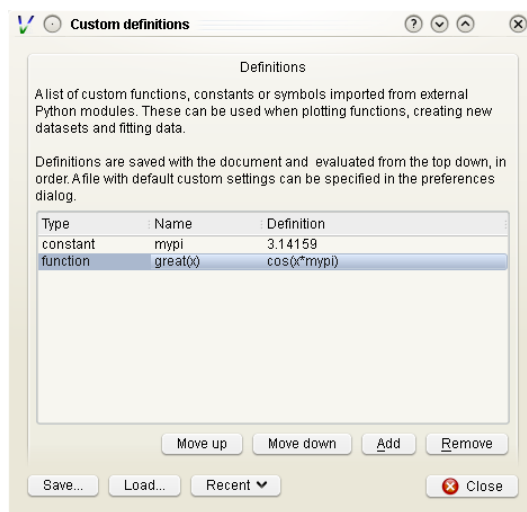 Custom definitions
Definitions
A list of custom functions, constants or symbols imported from external
Python modules. These can be used when plotting functions, creating new
datasets and fitting data.
Definitions are saved with the document and evaluated from the top down, in
order. A file with default custom settings can be specified in the preferences
dialog.
Type Name Definition
constant mypi 3.14159
function great(x) cos(x*mypi)
Move up Move down Add Remove
Save... Load... Recent Close